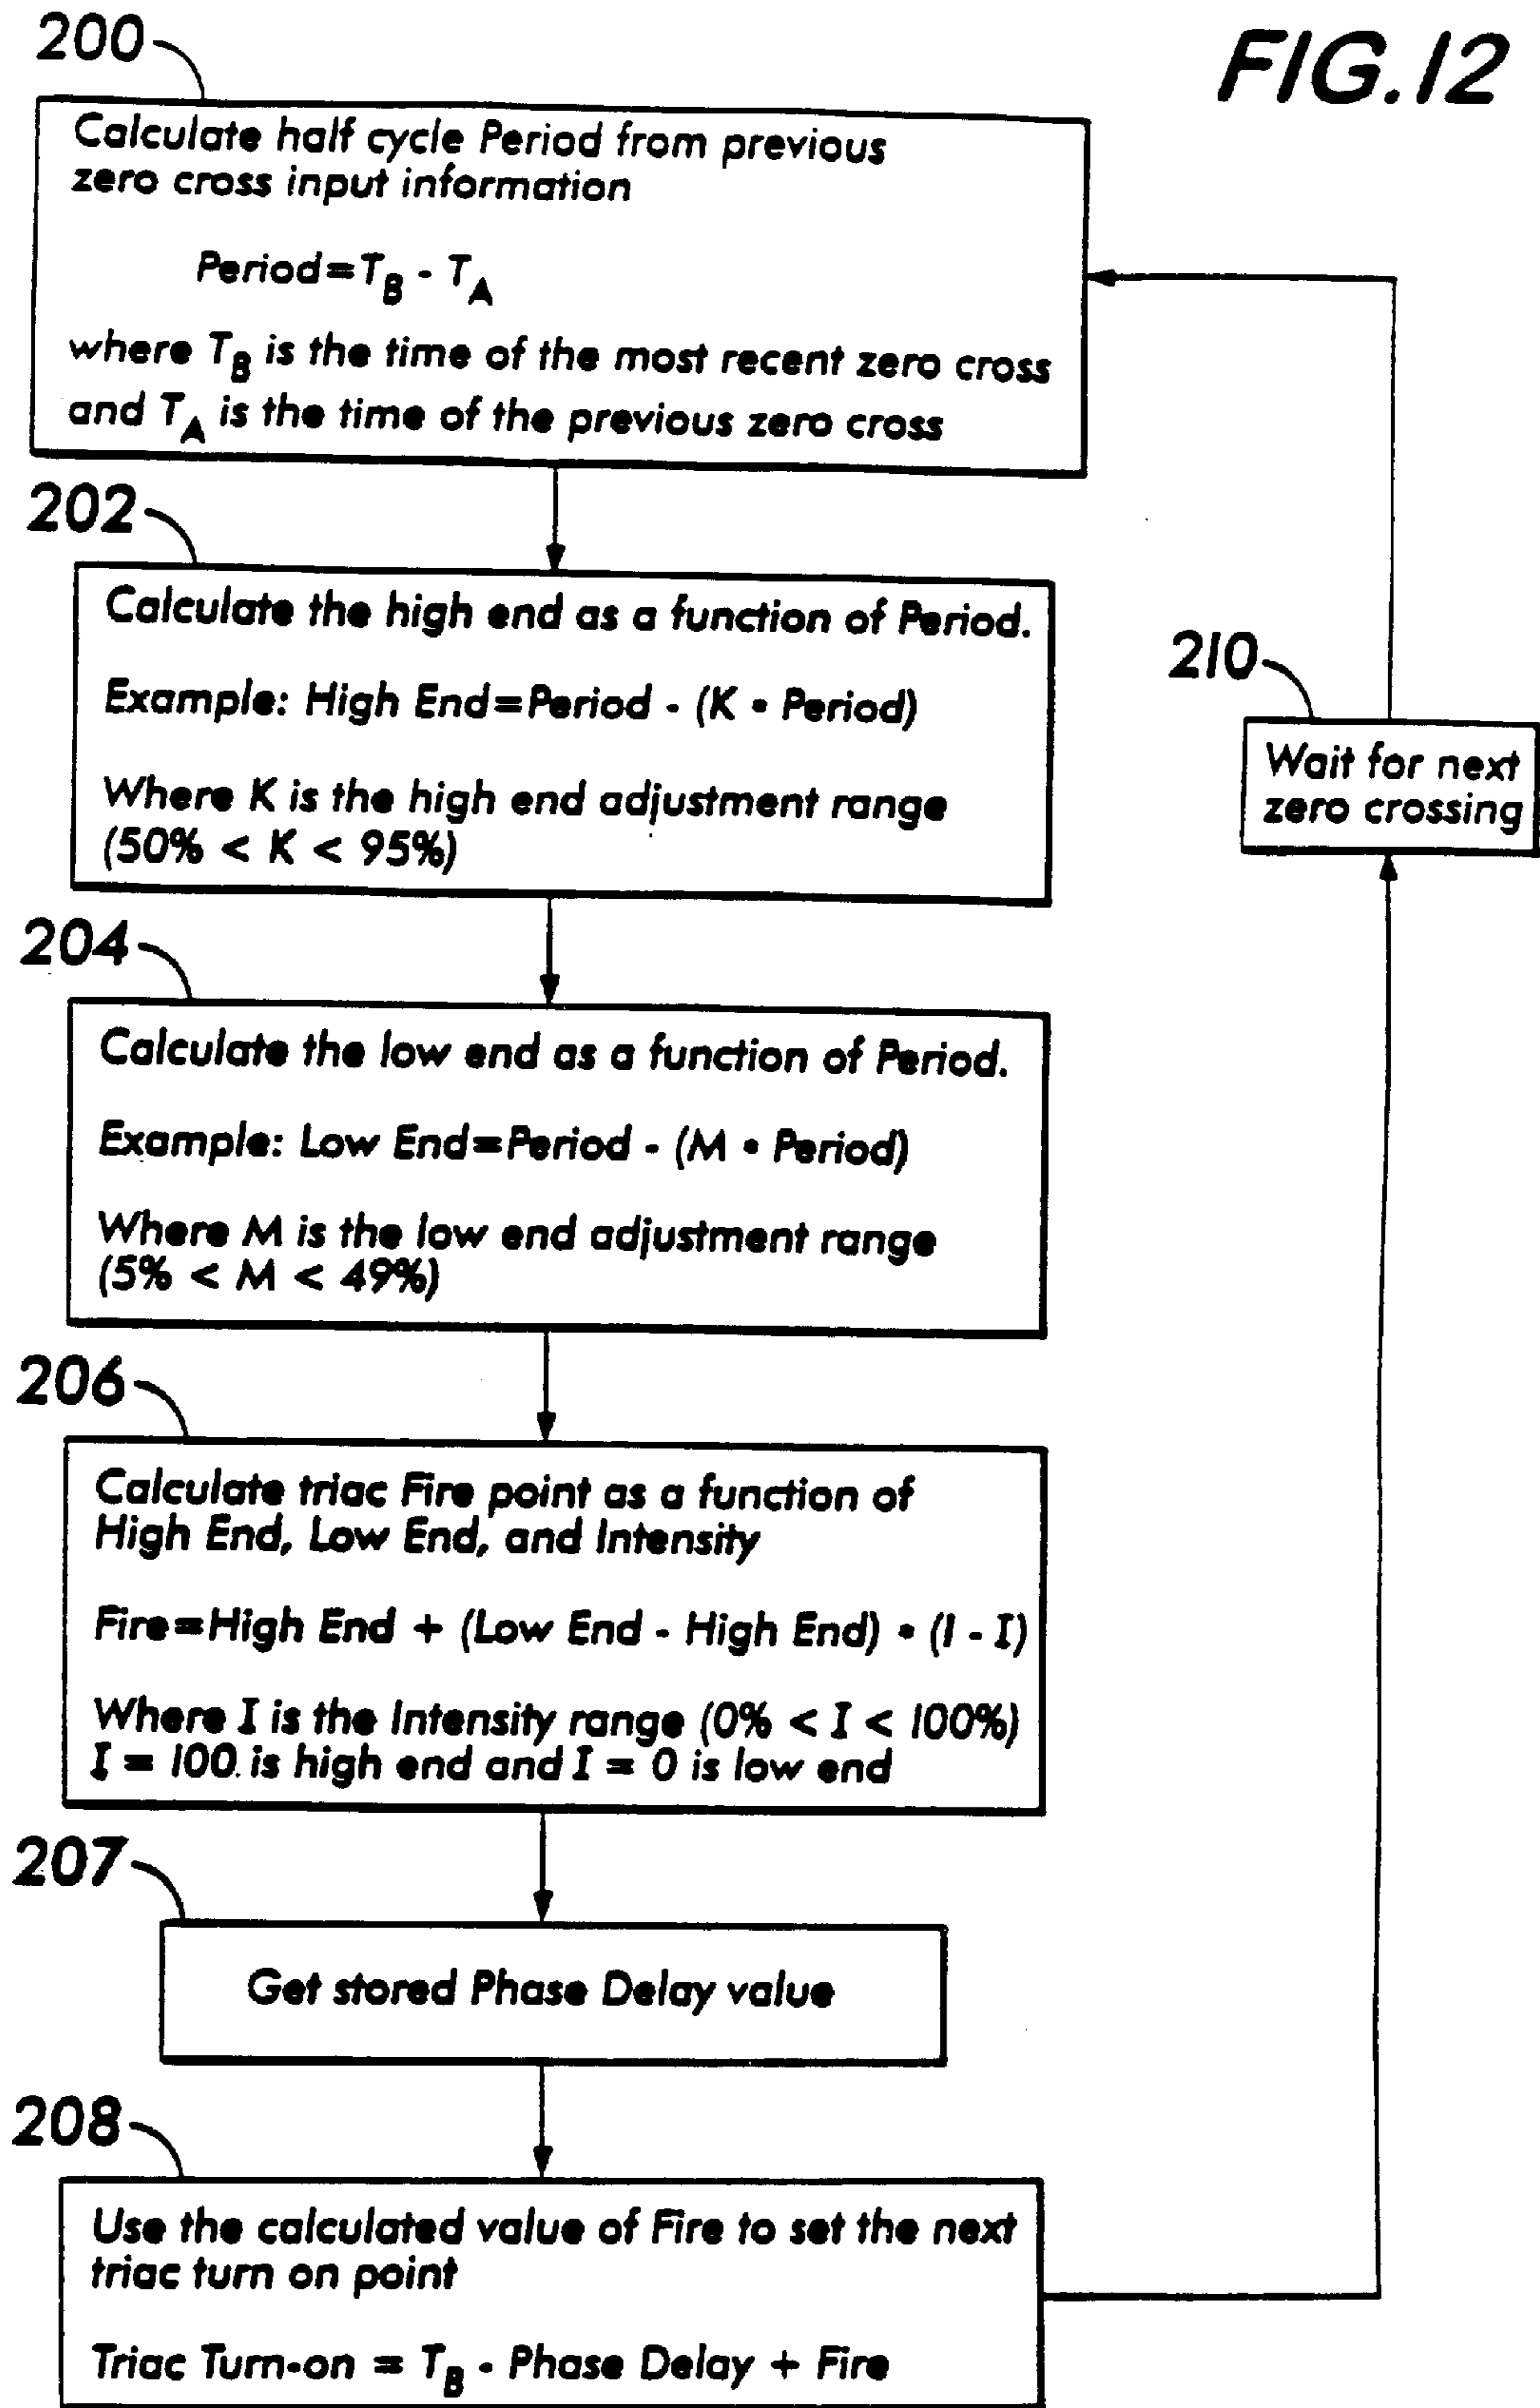 FIG.12
200
Calculate half cycle Period from previous
zero cross input information
Period=T_B - T_A
where T_B is the time of the most recent zero cross
and T_A is the time of the previous zero cross
202
Calculate the high end as a function of Period.
Example: High End=Period - (K • Period)
Where K is the high end adjustment range
(50% < K < 95%)
210
Wait for next
zero crossing
204
Calculate the low end as a function of Period.
Example: Low End=Period - (M • Period)
Where M is the low end adjustment range
(5% < M < 49%)
206
Calculate triac Fire point as a function of
High End, Low End, and Intensity
Fire=High End + (Low End - High End) • (1 - I)
Where I is the Intensity range (0% < I < 100%)
I = 100. is high end and I = 0 is low end
207
Get stored Phase Delay value
208
Use the calculated value of Fire to set the next
triac turn on point
Triac Turn-on = T_B - Phase Delay + Fire